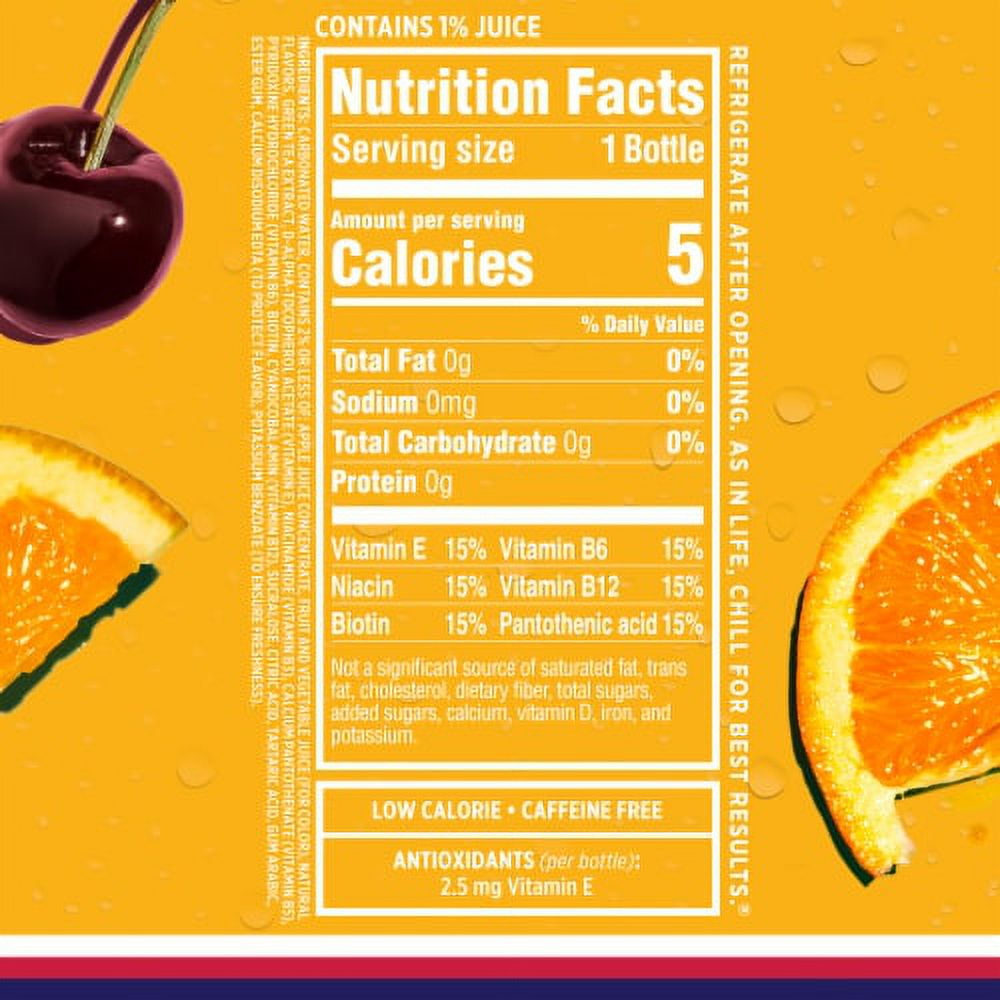 CONTAINS 1% JUICE
Nutrition Facts
Serving size 1 Bottle
Amount per serving
Calories 5
% Daily Value
Total Fat 0g 0%
Sodium 0mg 0%
Total Carbohydrate 0g 0%
Protein 0g
Vitamin E 15% Vitamin B6 15%
Niacin 15% Vitamin B12 15%
Biotin 15% Pantothenic acid 15%
Not a significant source of saturated fat, trans
fat, cholesterol, dietary fiber, total sugars,
added sugars, calcium, vitamin D, iron, and
potassium.
LOW CALORIE • CAFFEINE FREE
ANTIOXIDANTS (per bottle):
2.5 mg Vitamin E
INGREDIENTS: CARBONATED WATER, CONTAINS 2% OR LESS OF: APPLE JUICE CONCENTRATE, FRUIT AND VEGETABLE JUICE (FOR COLOR), NATURAL
FLAVORS, GREEN TEA EXTRACT, D-ALPHA-TOCOPHEROL ACETATE (VITAMIN E), NIACINAMIDE (VITAMIN B3), CALCIUM PANTOTHENATE (VITAMIN B5),
PYRIDOXINE HYDROCHLORIDE (VITAMIN B6), BIOTIN, CYANOCOBALAMIN (VITAMIN B12), SUCRALOSE, CITRIC ACID, TARTARIC ACID, GUM ARABIC,
ESTER GUM, CALCIUM DISODIUM EDTA (TO PROTECT FLAVOR), POTASSIUM BENZOATE (TO ENSURE FRESHNESS).
REFRIGERATE AFTER OPENING. AS IN LIFE, CHILL FOR BEST RESULTS.